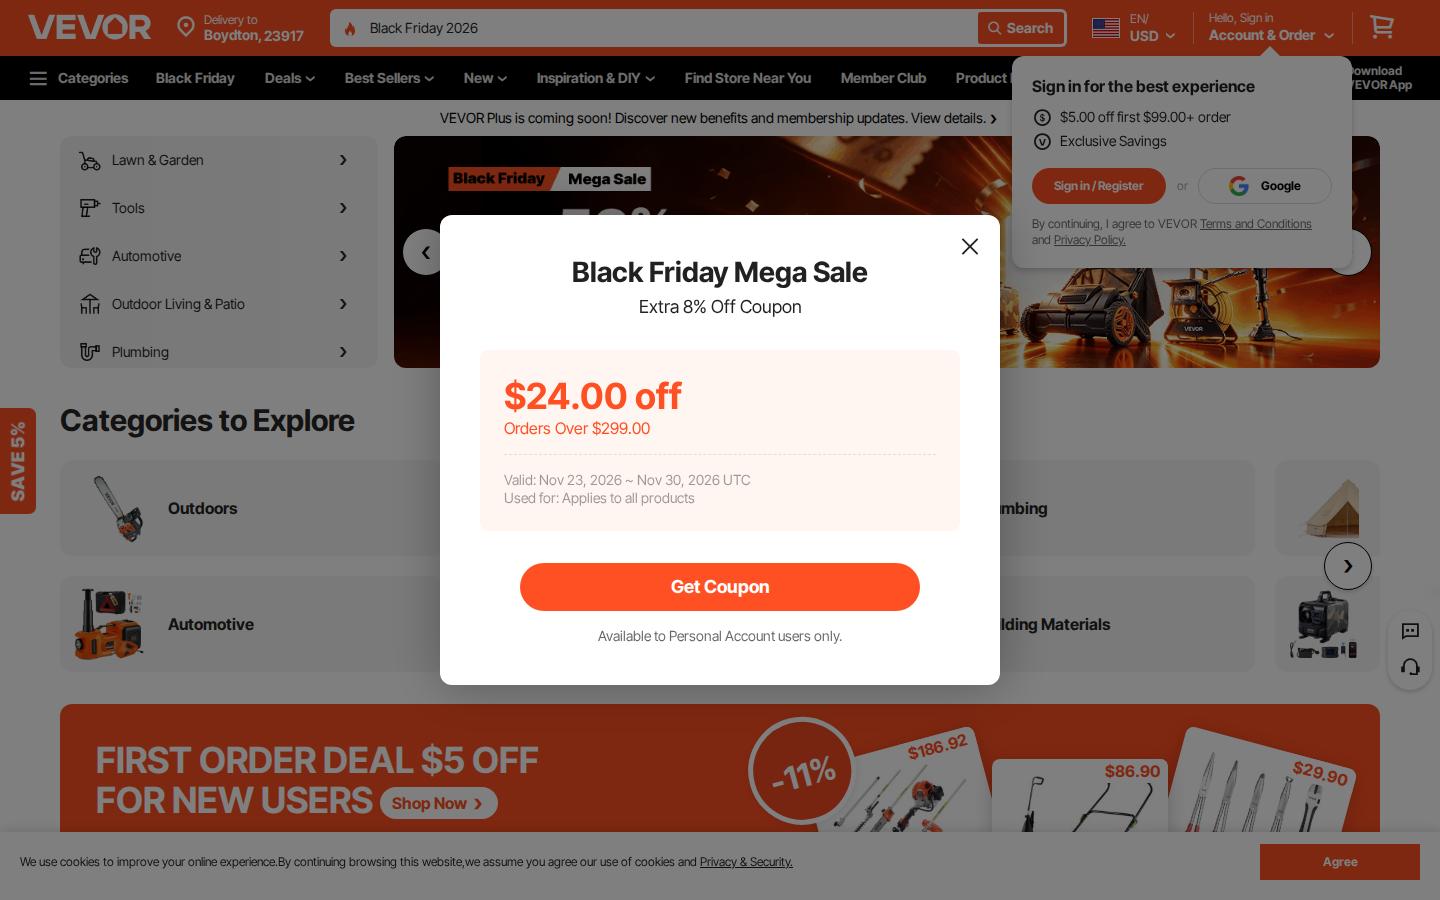 VEVOR
Delivery to
Boydton, 23917
Black Friday 2026
Search
EN/
USD
Hello, Sign in
Account & Order
Categories
Black Friday
Deals
Best Sellers
New
Inspiration & DIY
Find Store Near You
Member Club
Product
Download
VEVOR App
Sign in for the best experience
$5.00 off first $99.00+ order
Exclusive Savings
Sign in / Register
or
Google
By continuing, I agree to VEVOR Terms and Conditions
and Privacy Policy.
VEVOR Plus is coming soon! Discover new benefits and membership updates. View details.
Lawn & Garden
Tools
Automotive
Outdoor Living & Patio
Plumbing
Black Friday Mega Sale
VEVOR
Black Friday Mega Sale
Extra 8% Off Coupon
$24.00 off
Orders Over $299.00
Valid: Nov 23, 2026 ~ Nov 30, 2026 UTC
Used for: Applies to all products
Get Coupon
Available to Personal Account users only.
SAVE 5%
Categories to Explore
Outdoors
mbing
Automotive
lding Materials
FIRST ORDER DEAL $5 OFF
FOR NEW USERS
Shop Now
-11%
$186.92
$86.90
$29.90
We use cookies to improve your online experience.By continuing browsing this website,we assume you agree our use of cookies and Privacy & Security.
Agree